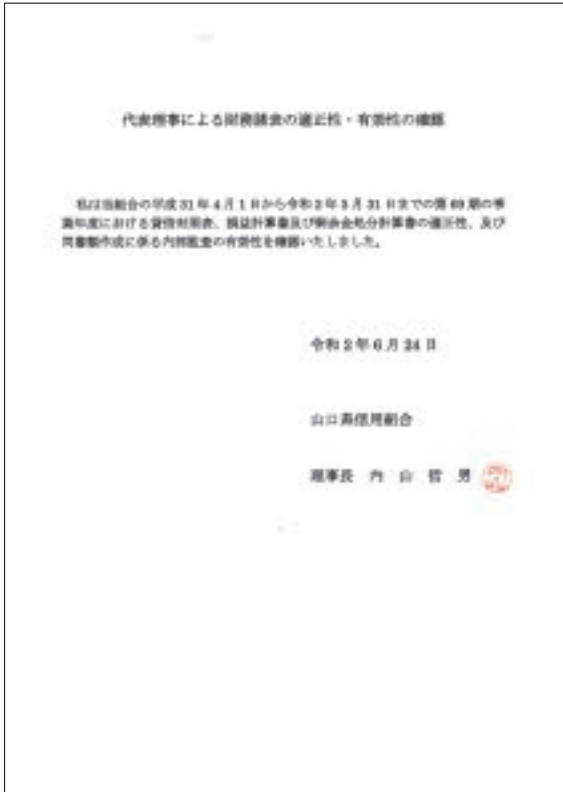 代表理事による財務諸表の適正性・有効性の確認
私は当組合の平成31年4月1日から令和2年3月31日までの第69期の事
業年度における貸借対照表、損益計算書及び剰余金処分計算書の適正性、及び
同書類作成に係る内部監査の有効性を確認いたしました。
令和2年6月24日
山口県信用組合
理事長 内 山 哲 男